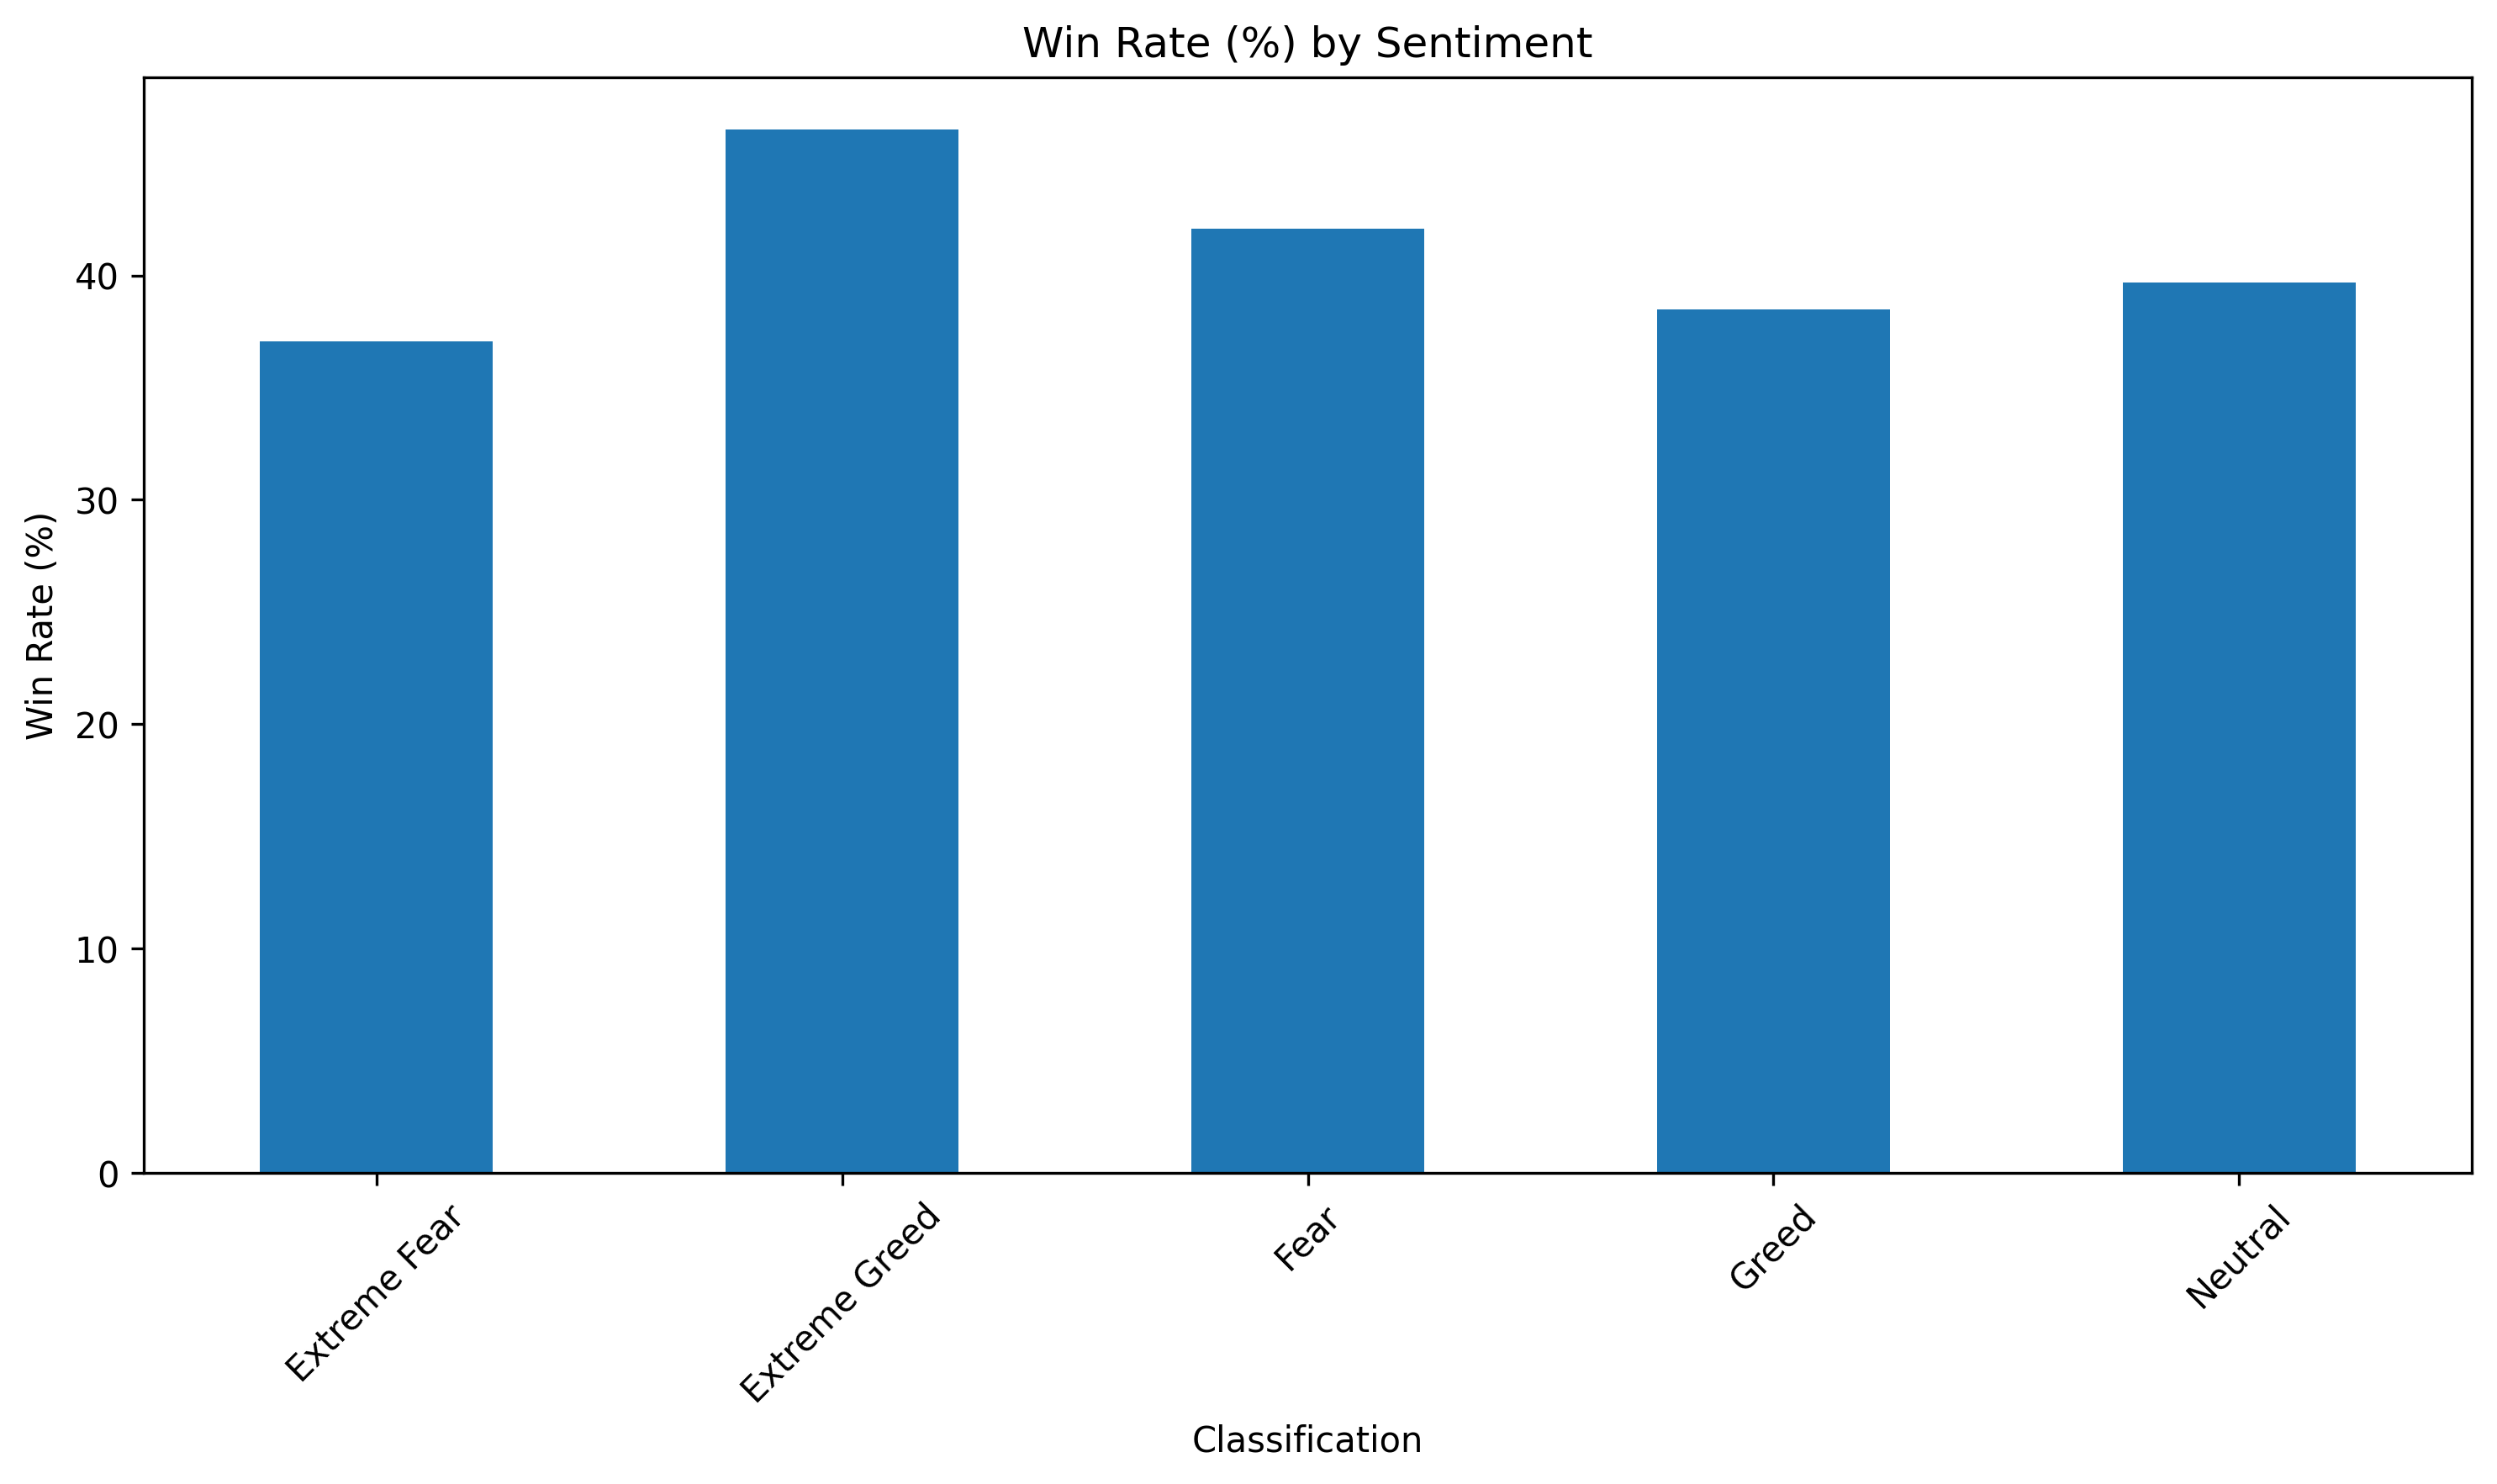 Win Rate (%) by Sentiment
Win Rate (%)
40
30
20
10
0
Extreme Fear
Extreme Greed
Fear
Greed
Neutral
Classification